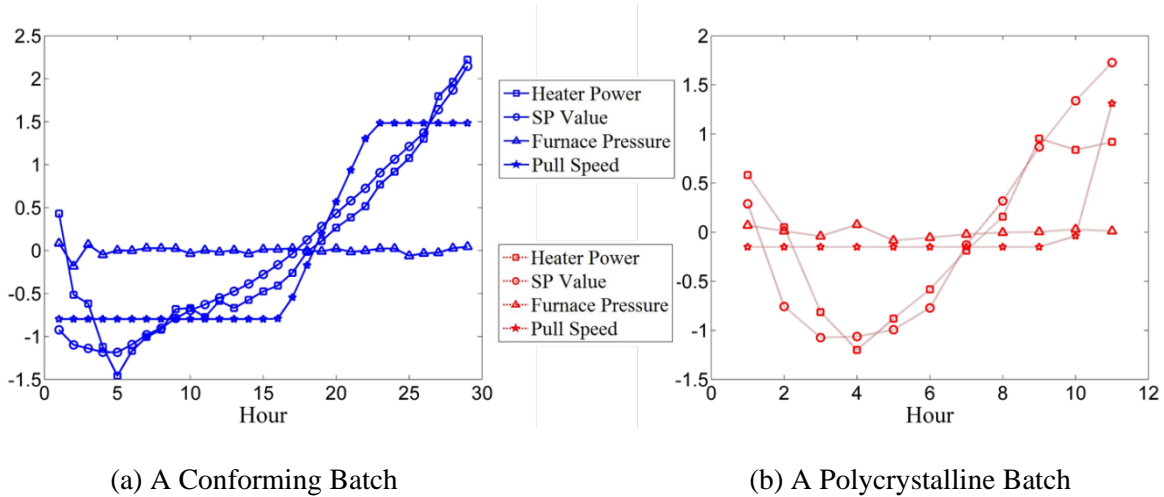 2.5
2
1.5
1
0.5
0
-0.5
-1
-1.5
0 5 10 15 20 25 30
Hour
Heater Power
SP Value
Furnace Pressure
Pull Speed
Heater Power
SP Value
Furnace Pressure
Pull Speed
2
1.5
1
0.5
0
-0.5
-1
-1.5
0 2 4 6 8 10 12
Hour
(a) A Conforming Batch
(b) A Polycrystalline Batch